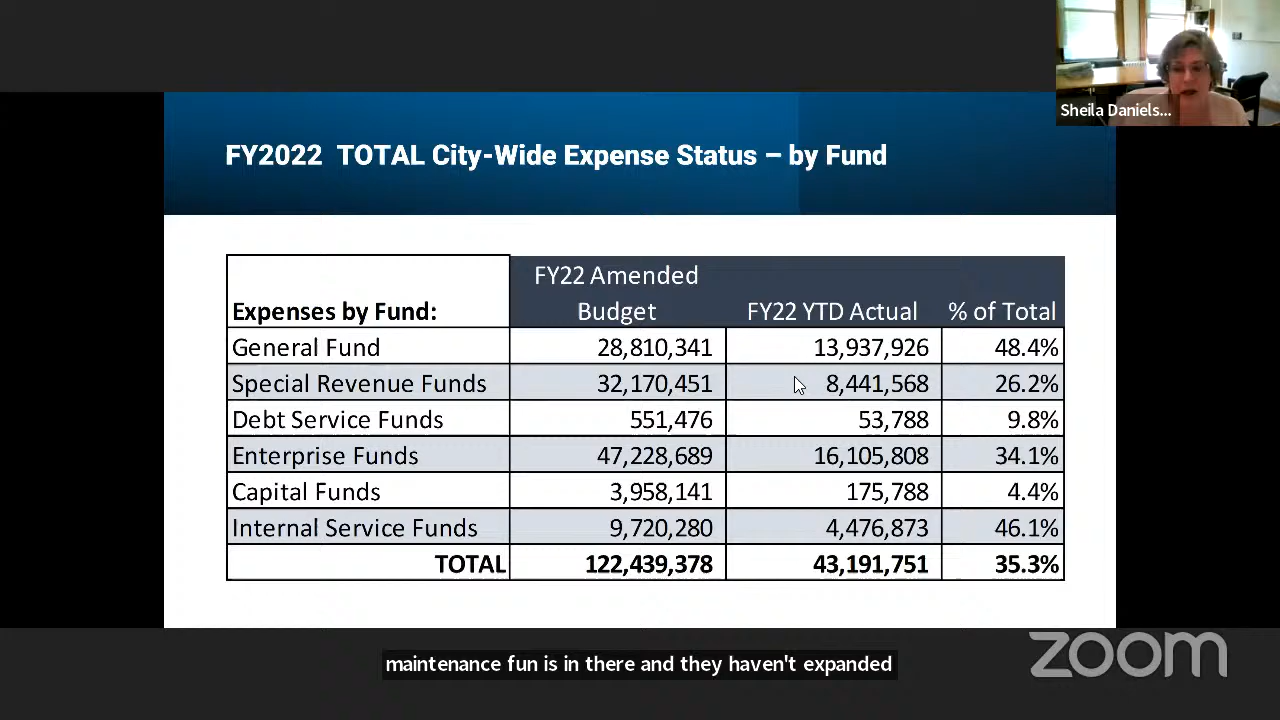 Sheila Daniels...
FY2022 TOTAL City-Wide Expense Status – by Fund
Expenses by Fund: FY22 Amended Budget FY22 YTD Actual % of Total
General Fund 28,810,341 13,937,926 48.4%
Special Revenue Funds 32,170,451 8,441,568 26.2%
Debt Service Funds 551,476 53,788 9.8%
Enterprise Funds 47,228,689 16,105,808 34.1%
Capital Funds 3,958,141 175,788 4.4%
Internal Service Funds 9,720,280 4,476,873 46.1%
TOTAL 122,439,378 43,191,751 35.3%
maintenance fun is in there and they haven't expanded
zoom